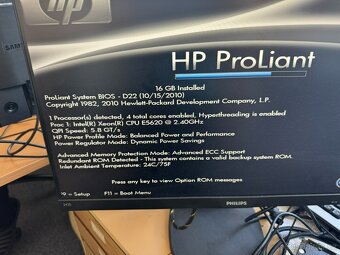 hp
HP ProLiant
16 GB Installed
ProLiant System BIOS - D22 (10/15/2010)
Copyright 1982, 2010 Hewlett-Packard Development Company, L.P.
1 Processor(s) detected, 4 total cores enabled, Hyperthreading is enabled
Proc 1: Intel(R) Xeon(R) CPU E5620 @ 2.40GHz
QPI Speed: 5.8 GT/s
HP Power Profile Mode: Balanced Power and Performance
Power Regulator Mode: Dynamic Power Savings
Advanced Memory Protection Mode: Advanced ECC Support
Redundant ROM Detected - This system contains a valid backup system ROM.
Inlet Ambient Temperature: 24C/75F
Press any key to view Option ROM messages
F9 = Setup F11 = Boot Menu
PHILIPS